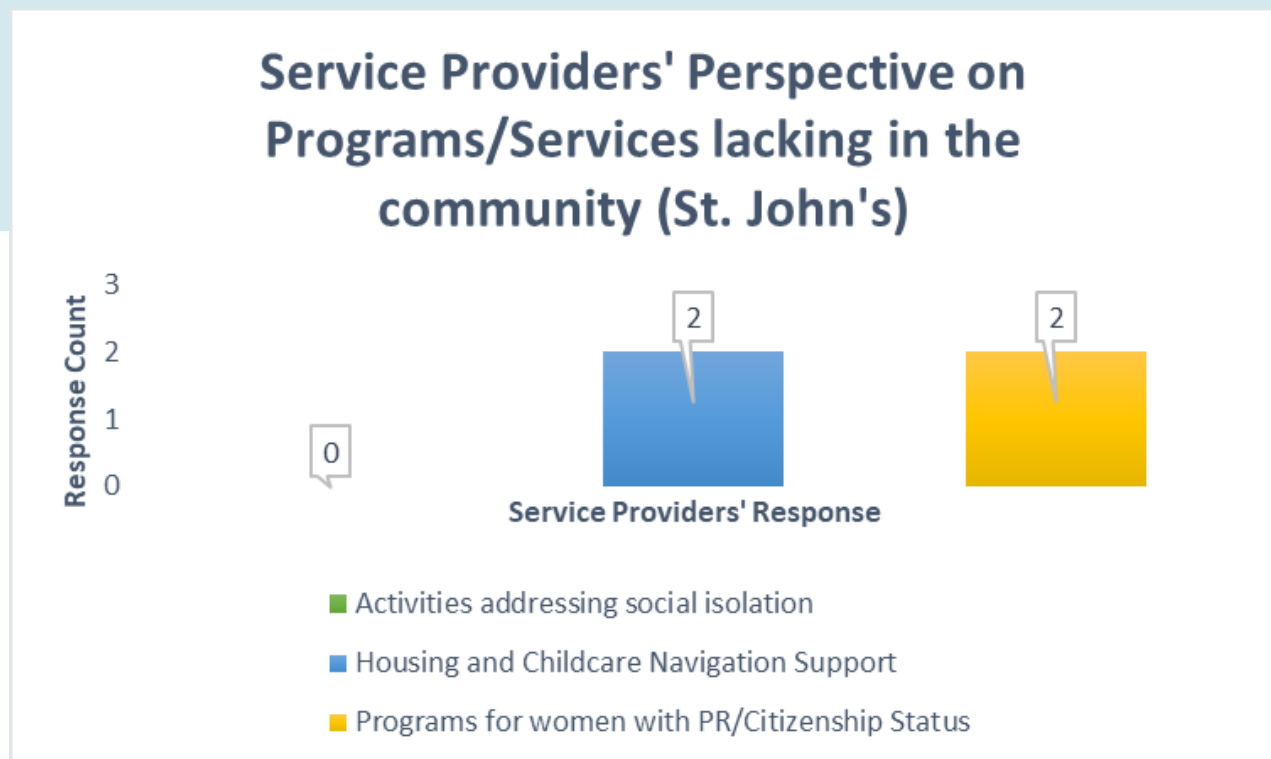 Service Providers' Perspective on
Programs/Services lacking in the
community (St. John's)
Response Count
3
2
1
0
0
2
2
Service Providers' Response
Activities addressing social isolation
Housing and Childcare Navigation Support
Programs for women with PR/Citizenship Status